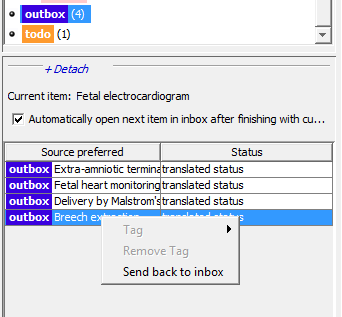 outbox (4)
todo (1)
+ Detach
Current item: Fetal electrocardiogram
Automatically open next item in inbox after finishing with cu...
Source preferred Status
outbox Extra-amniotic termina translated status
outbox Fetal heart monitoring translated status
outbox Delivery by Malstrom's translated status
outbox Breech extraction translated status
Tag
Remove Tag
Send back to inbox